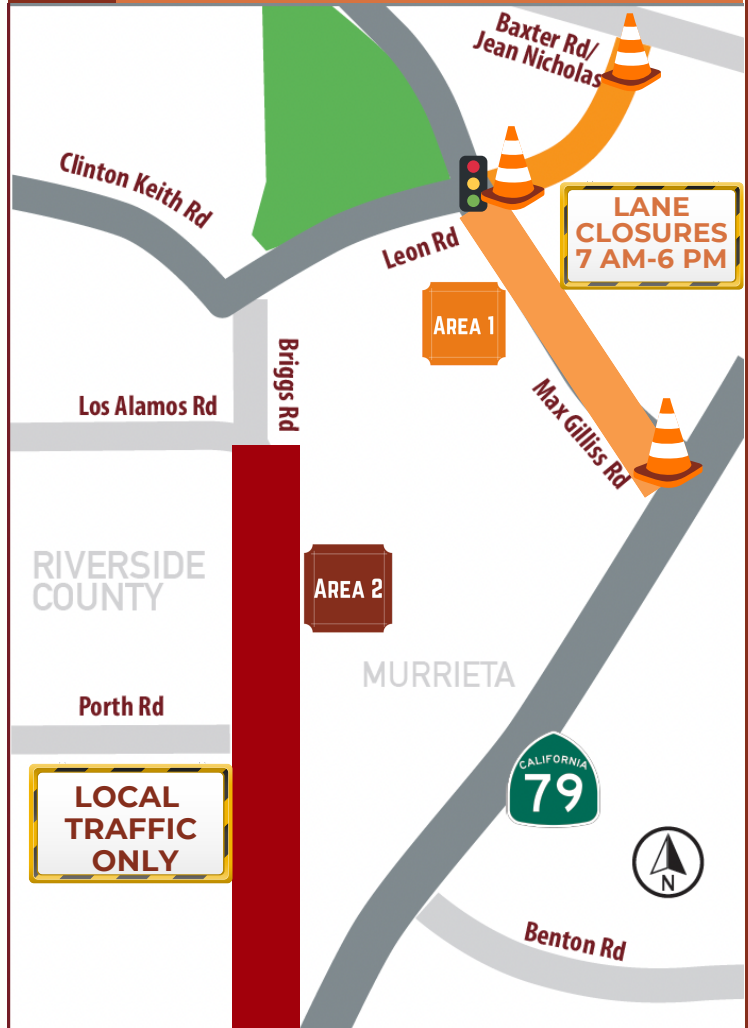 Baxter Rd/
Jean Nicholas
Clinton Keith Rd
LANE
CLOSURES
7 AM-6 PM
Leon Rd
AREA 1
Briggs Rd
Los Alamos Rd
Max Gilliss Rd
RIVERSIDE
COUNTY
AREA 2
MURRIETA
Porth Rd
CALIFORNIA
79
LOCAL
TRAFFIC
ONLY
N
Benton Rd